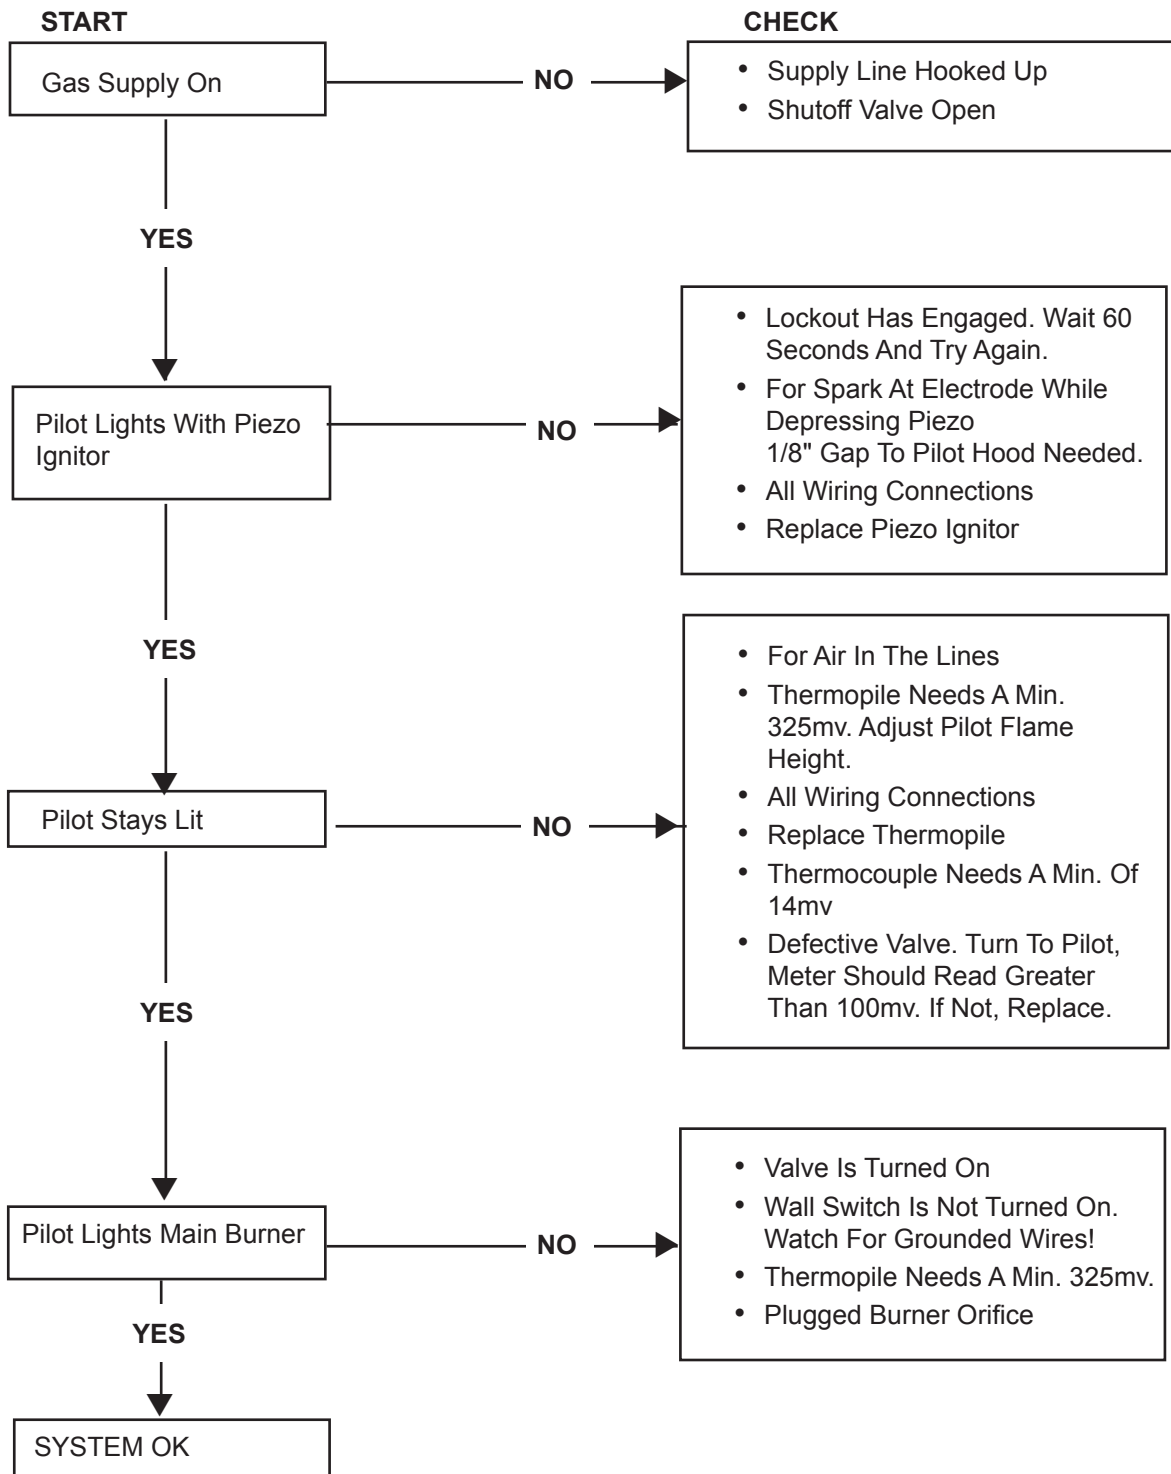 START
CHECK
Gas Supply On
NO
• Supply Line Hooked Up
• Shutoff Valve Open
YES
Pilot Lights With Piezo
Ignitor
NO
• Lockout Has Engaged. Wait 60
Seconds And Try Again.
• For Spark At Electrode While
Depressing Piezo
1/8" Gap To Pilot Hood Needed.
• All Wiring Connections
• Replace Piezo Ignitor
YES
Pilot Stays Lit
NO
• For Air In The Lines
• Thermopile Needs A Min.
325mv. Adjust Pilot Flame
Height.
• All Wiring Connections
• Replace Thermopile
• Thermocouple Needs A Min. Of
14mv
• Defective Valve. Turn To Pilot,
Meter Should Read Greater
Than 100mv. If Not, Replace.
YES
Pilot Lights Main Burner
NO
• Valve Is Turned On
• Wall Switch Is Not Turned On.
Watch For Grounded Wires!
• Thermopile Needs A Min. 325mv.
• Plugged Burner Orifice
YES
SYSTEM OK